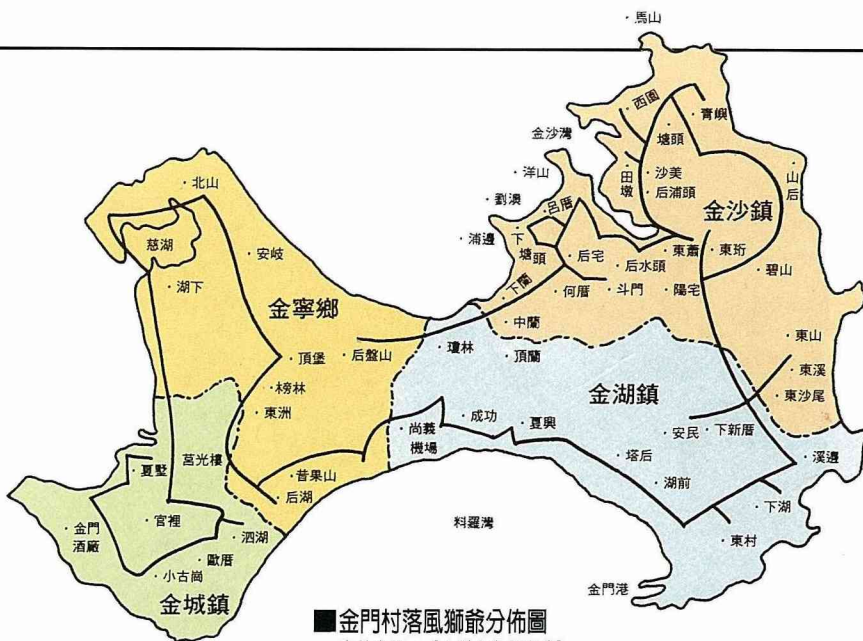 馬山
西園
青嶼
塘頭
金沙灣
田墩
沙美
后浦頭
山后
金沙鎮
洋山
劉澳
浦邊
呂厝
下塘頭
后宅
后水頭
東蕭
東珩
碧山
下蘭
何厝
斗門
陽宅
中蘭
東山
東溪
東沙尾
北山
慈湖
安岐
湖下
金寧鄉
頂堡
后盤山
榜林
東洲
昔果山
后湖
瓊林
頂蘭
金湖鎮
尚義
機場
成功
夏興
安民
下新厝
塔后
湖前
溪邊
下湖
東村
料羅灣
金門港
莒光樓
夏墅
官裡
金門
酒廠
泗湖
歐厝
小古崗
金城鎮
■金門村落風獅爺分佈圖